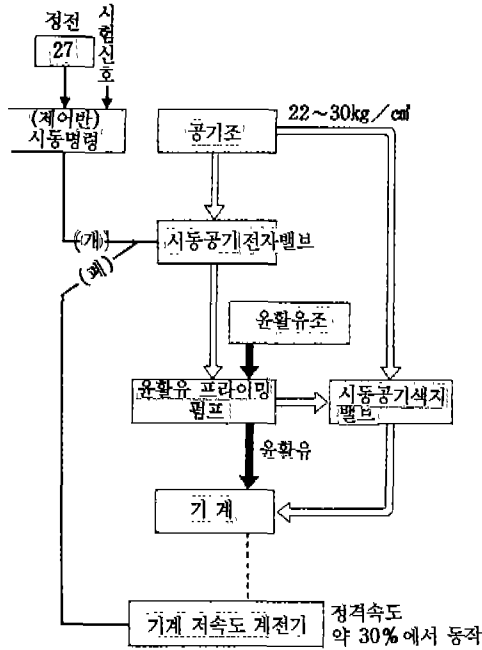 정전
27
시험신호
(제어반)
시동명령
공기조
22~30kg/㎠
시동공기전자밸브
(개)
(폐)
윤활유조
윤활유 프라이밍
펌프
시동공기색지
밸브
윤활유
기계
기계 저속도 계전기
정격속도
약 30%에서 동작